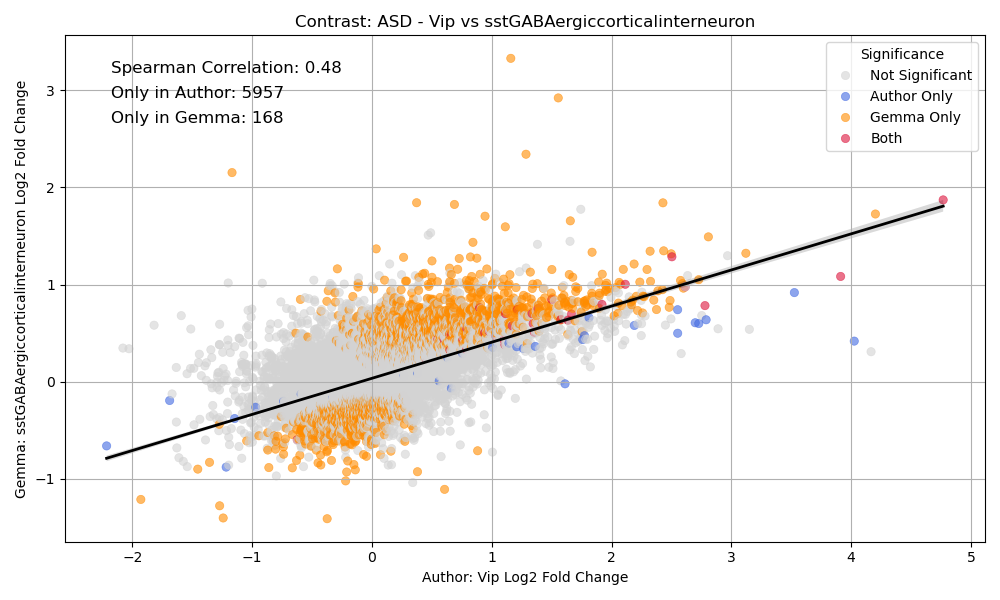 Contrast: ASD - Vip vs sstGABAergiccorticalinterneuron
Spearman Correlation: 0.48
Only in Author: 5957
Only in Gemma: 168
Significance
Not Significant
Author Only
Gemma Only
Both
Gemma: sstGABAergiccorticalinterneuron Log2 Fold Change
3
2
1
0
−1
−2
−1
0
1
2
3
4
5
Author: Vip Log2 Fold Change